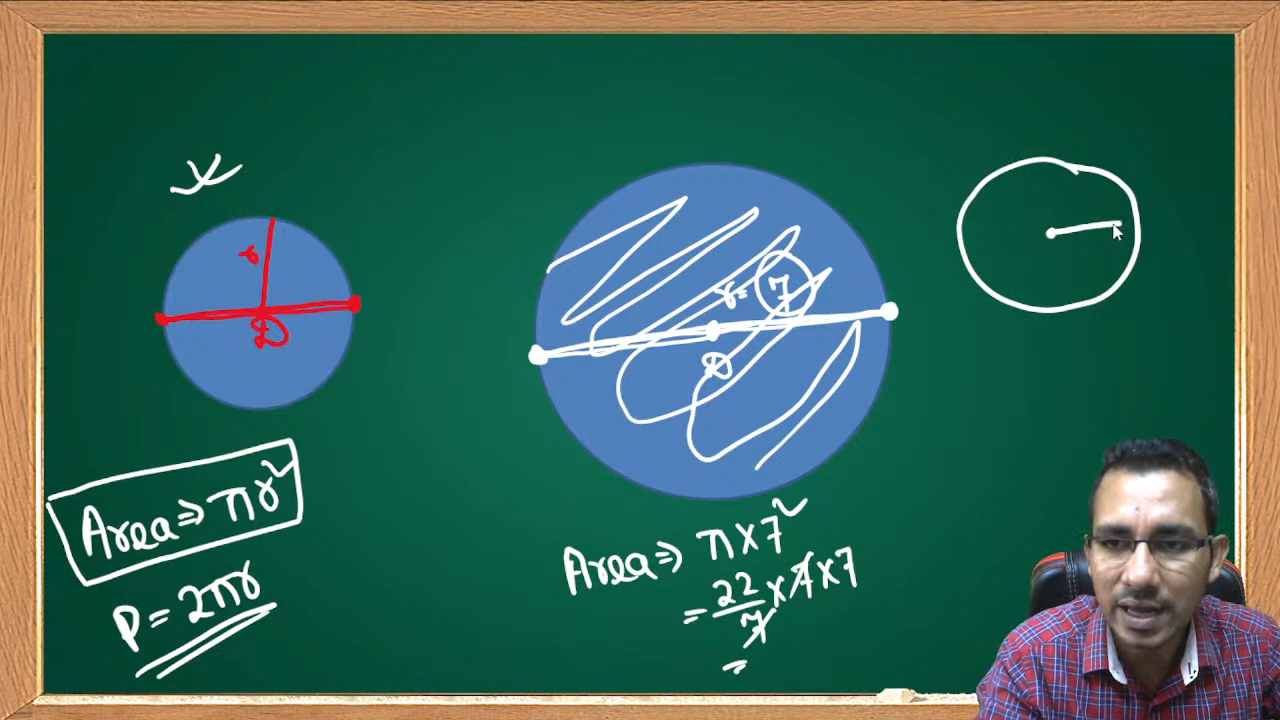 r
D
Area ⇒ πr²
P = 2πr
r = 7
D
Area ⇒ π×7²
= 22/7 × 7 × 7
=